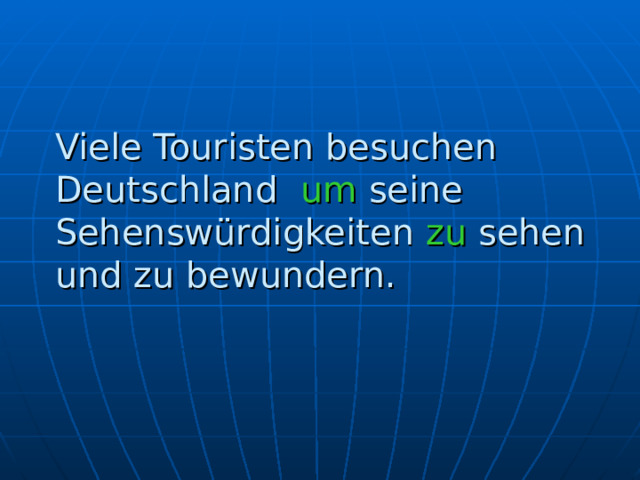 Viele Touristen besuchen
Deutschland um seine
Sehenswürdigkeiten zu sehen
und zu bewundern.